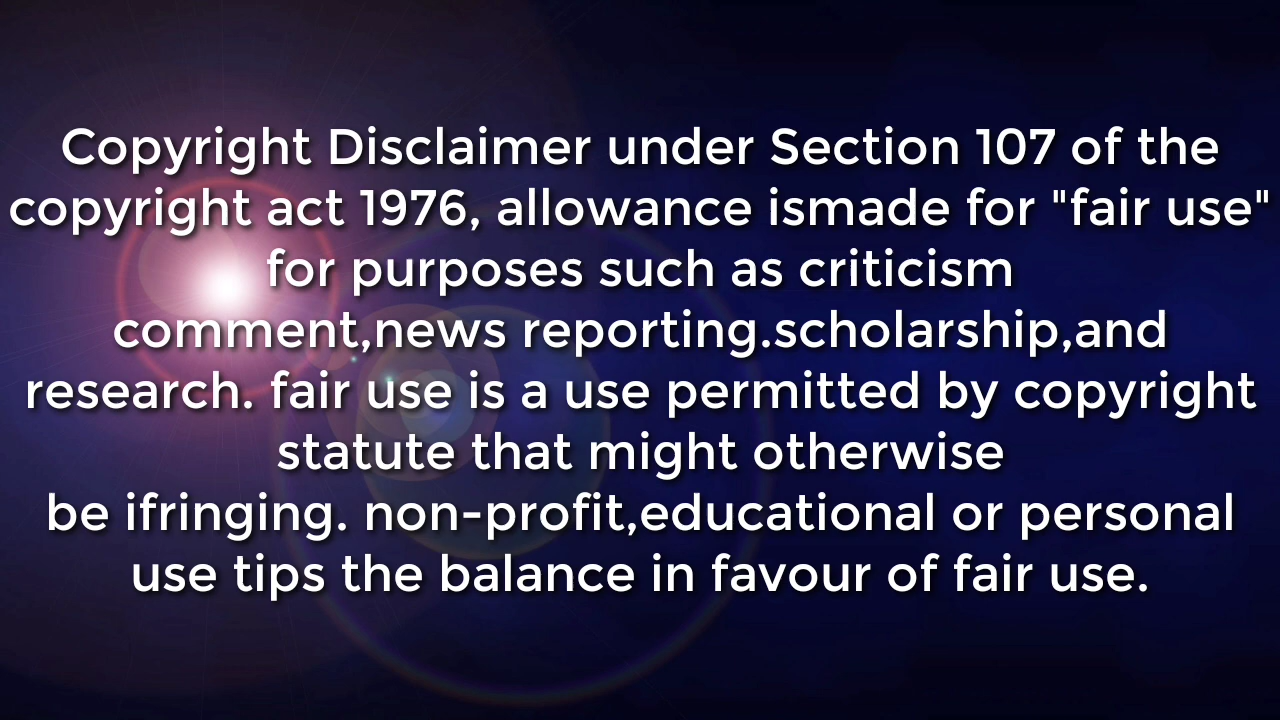 Copyright Disclaimer under Section 107 of the
copyright act 1976, allowance ismade for "fair use"
for purposes such as criticism
comment,news reporting.scholarship,and
research. fair use is a use permitted by copyright
statute that might otherwise
be ifringing. non-profit,educational or personal
use tips the balance in favour of fair use.